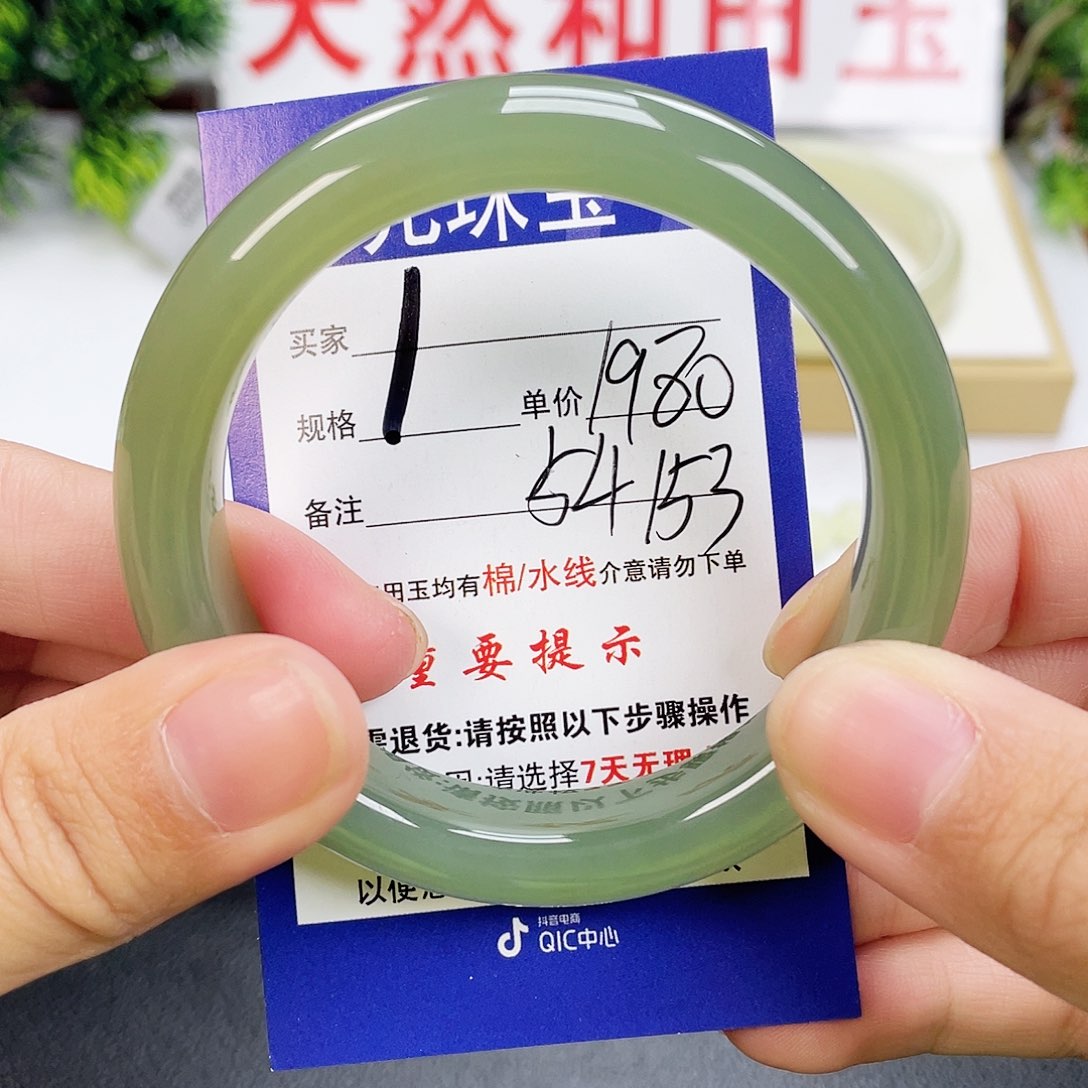 天然和田玉
珠宝
买家
1
规格
单价 1980
备注
54 153
田玉均有棉/水线介意请勿下单
重要提示
需退货:请按照以下步骤操作
:请选择7天无理
以便
抖音电商
QIC中心